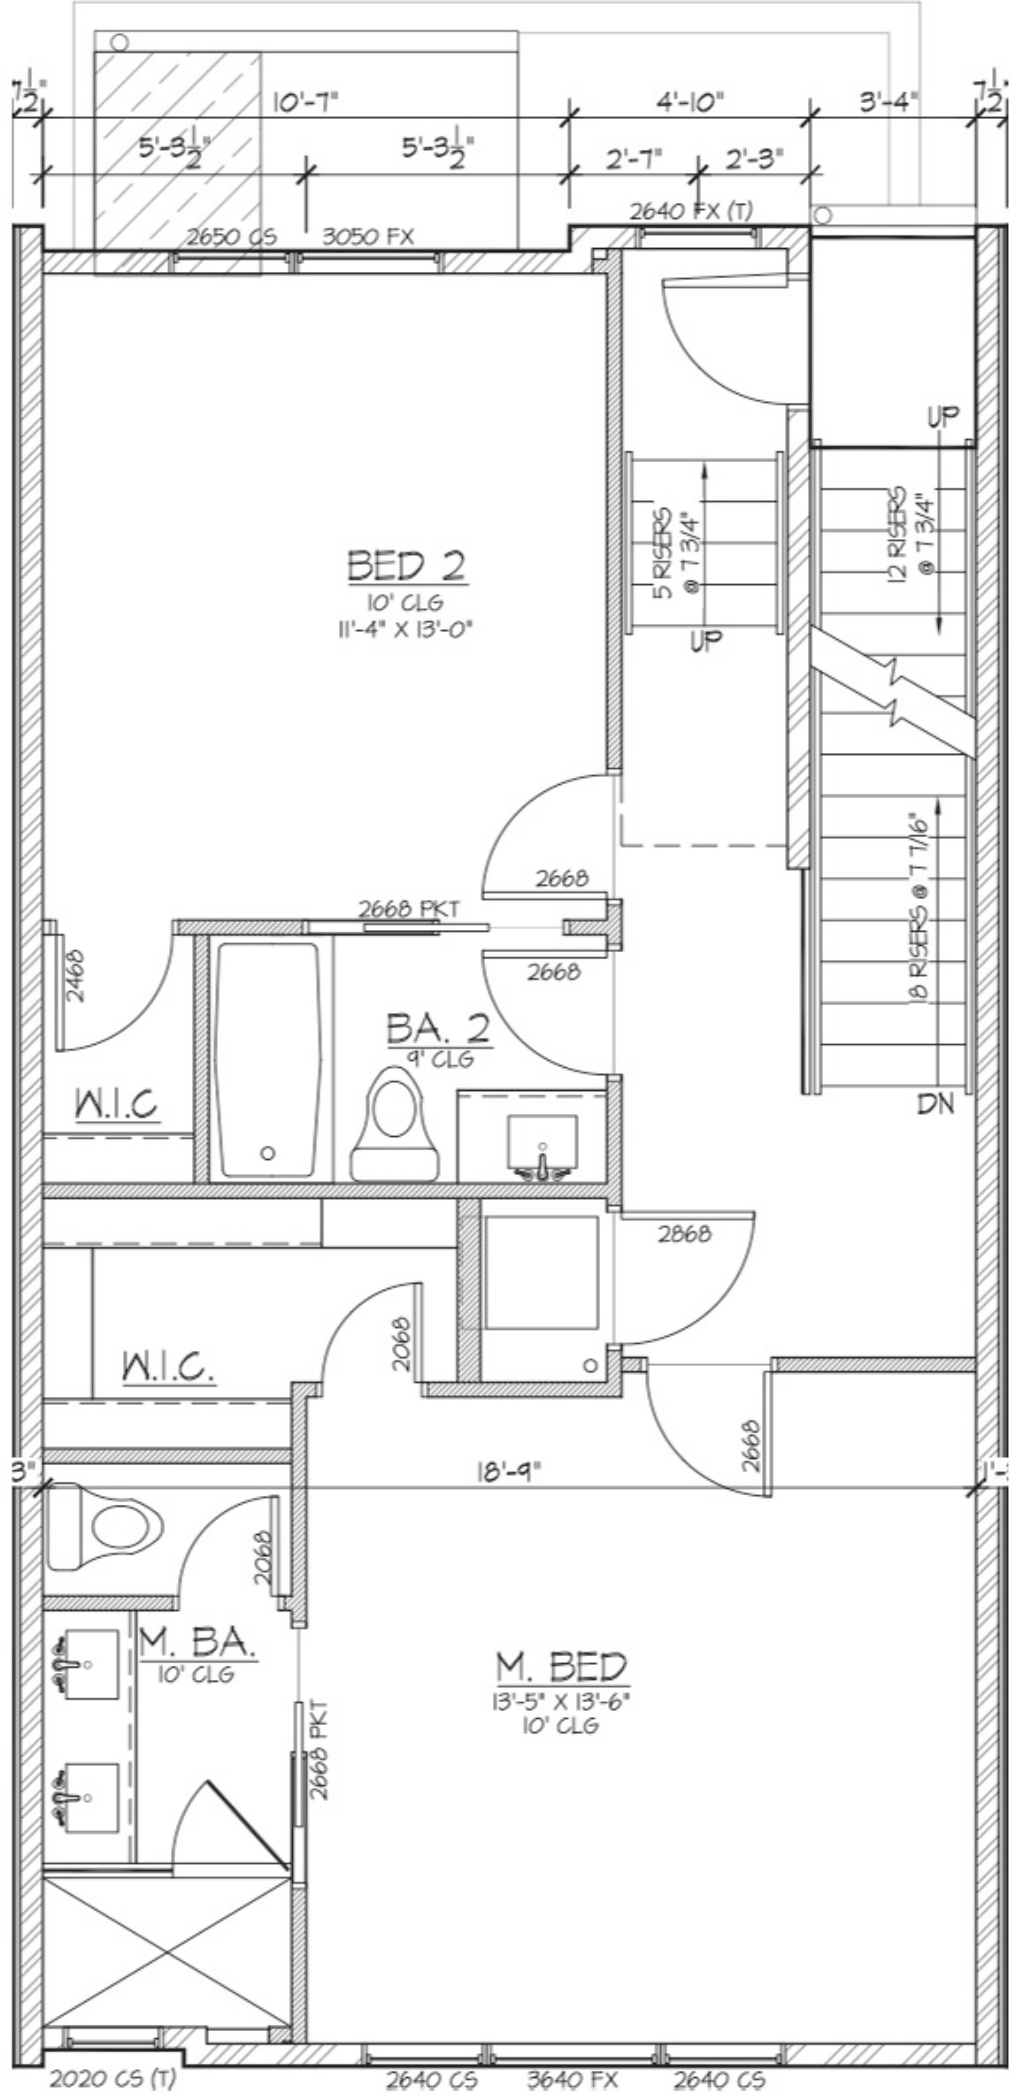 7 1/2"
10'-7"
4'-10"
3'-4"
7 1/2"
5'-3 1/2"
5'-3 1/2"
2'-7"
2'-3"
2640 FX (T)
2650 CS
3050 FX
UP
12 RISERS
@ 7 3/4"
5 RISERS
@ 7 3/4"
UP
BED 2
10' CLG
11'-4" X 13'-0"
18 RISERS @ 7 7/16"
DN
2668
2668 PKT
2668
2468
BA. 2
9' CLG
W.I.C
2868
2068
W.I.C.
2668
3"
18'-9"
1'-
2068
M. BA.
10' CLG
M. BED
13'-5" X 13'-6"
10' CLG
2668 PKT
2020 CS (T)
2640 CS
3640 FX
2640 CS